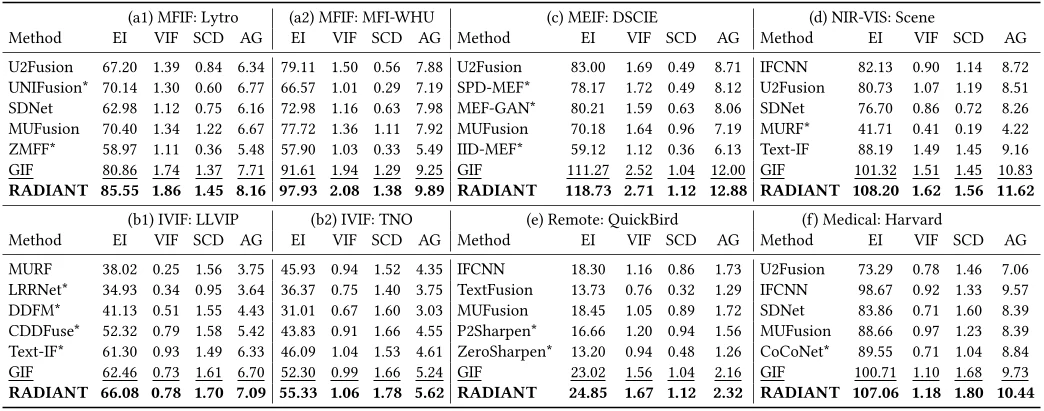 (a1) MFIF: Lytro (a2) MFIF: MFI-WHU (c) MEIF: DSCIE (d) NIR-VIS: Scene
Method EI VIF SCD AG EI VIF SCD AG Method EI VIF SCD AG Method EI VIF SCD AG
U2Fusion 67.20 1.39 0.84 6.34 79.11 1.50 0.56 7.88 U2Fusion 83.00 1.69 0.49 8.71 IFCNN 82.13 0.90 1.14 8.72
UNIFusion* 70.14 1.30 0.60 6.77 66.57 1.01 0.29 7.19 SPD-MEF* 78.17 1.72 0.49 8.12 U2Fusion 80.73 1.07 1.19 8.51
SDNet 62.98 1.12 0.75 6.16 72.98 1.16 0.63 7.98 MEF-GAN* 80.21 1.59 0.63 8.06 SDNet 76.70 0.86 0.72 8.26
MUFusion 70.40 1.34 1.22 6.67 77.72 1.36 1.11 7.92 MUFusion 70.18 1.64 0.96 7.19 MURF* 41.71 0.41 0.19 4.22
ZMFF* 58.97 1.11 0.36 5.48 57.90 1.03 0.33 5.49 IID-MEF* 59.12 1.12 0.36 6.13 Text-IF 88.19 1.49 1.45 9.16
GIF 80.86 1.74 1.37 7.71 91.61 1.94 1.29 9.25 GIF 111.27 2.52 1.04 12.00 GIF 101.32 1.51 1.45 10.83
RADIANT 85.55 1.86 1.45 8.16 97.93 2.08 1.38 9.89 RADIANT 118.73 2.71 1.12 12.88 RADIANT 108.20 1.62 1.56 11.62
(b1) IVIF: LLVIP (b2) IVIF: TNO (e) Remote: QuickBird (f) Medical: Harvard
Method EI VIF SCD AG EI VIF SCD AG Method EI VIF SCD AG Method EI VIF SCD AG
MURF 38.02 0.25 1.56 3.75 45.93 0.94 1.52 4.35 IFCNN 18.30 1.16 0.86 1.73 U2Fusion 73.29 0.78 1.46 7.06
LRRNet* 34.93 0.34 0.95 3.64 36.37 0.75 1.40 3.75 TextFusion 13.73 0.76 0.32 1.29 IFCNN 98.67 0.92 1.33 9.57
DDFM* 41.13 0.51 1.55 4.43 31.01 0.67 1.60 3.03 MUFusion 18.45 1.05 0.89 1.72 SDNet 83.86 0.71 1.60 8.39
CDDFuse* 52.32 0.79 1.58 5.42 43.83 0.91 1.66 4.55 P2Sharpen* 16.66 1.20 0.94 1.56 MUFusion 88.66 0.97 1.23 8.39
Text-IF* 61.30 0.93 1.49 6.33 46.09 1.04 1.53 4.61 ZeroSharpen* 13.20 0.94 0.48 1.26 CoCoNet* 89.55 0.71 1.04 8.84
GIF 62.46 0.73 1.61 6.70 52.30 0.99 1.66 5.24 GIF 23.02 1.56 1.04 2.16 GIF 100.71 1.10 1.68 9.73
RADIANT 66.08 0.78 1.70 7.09 55.33 1.06 1.78 5.62 RADIANT 24.85 1.67 1.12 2.32 RADIANT 107.06 1.18 1.80 10.44